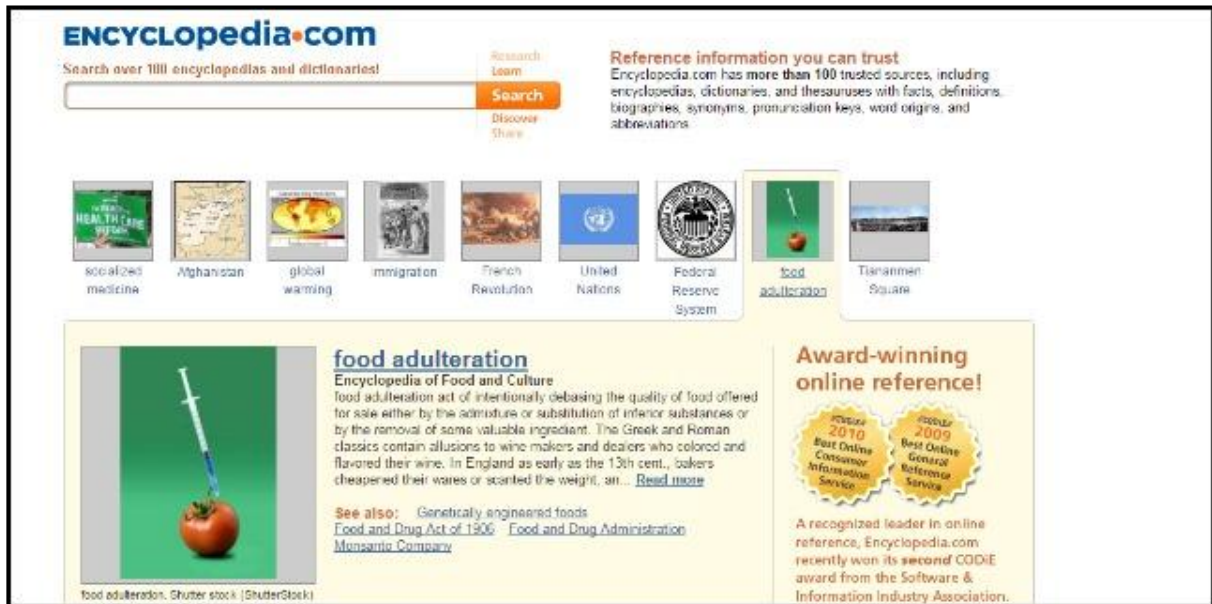 ENCYCLopedia.com
Search over 100 encyclopedias and dictionaries!
Research
Learn
Search
Discover
Share
Reference information you can trust
Encyclopedia.com has more than 100 trusted sources, including
encyclopedias, dictionaries, and thesauruses with facts, definitions,
biographies, synonyms, pronunciation keys, word origins, and
abbreviations
HEALTH CARE
socialized
medicine
Afghanistan
global
warming
immigration
French
Revolution
United
Nations
Federal
Reserve
System
food
adulteration
Tiananmen
Square
food adulteration
Encyclopedia of Food and Culture
food adulteration act of intentionally debasing the quality of food offered
for sale either by the admixture or substitution of inferior substances or
by the removal of some valuable ingredient. The Greek and Roman
classics contain allusions to wine makers and dealers who colored and
flavored their wine. In England as early as the 13th cent., bakers
cheapened their wares or scanted the weight, an... Read more
See also: Genetically engineered foods
Food and Drug Act of 1906 Food and Drug Administration
Monsanto Company
food adulteration. Shutter stock (ShutterStock)
Award-winning
online reference!
2010
Best Online
Consumer
Information
Service
2009
Best Online
General
Reference
Service
A recognized leader in online
reference, Encyclopedia.com
recently won its second CODiE
award from the Software &
Information Industry Association.